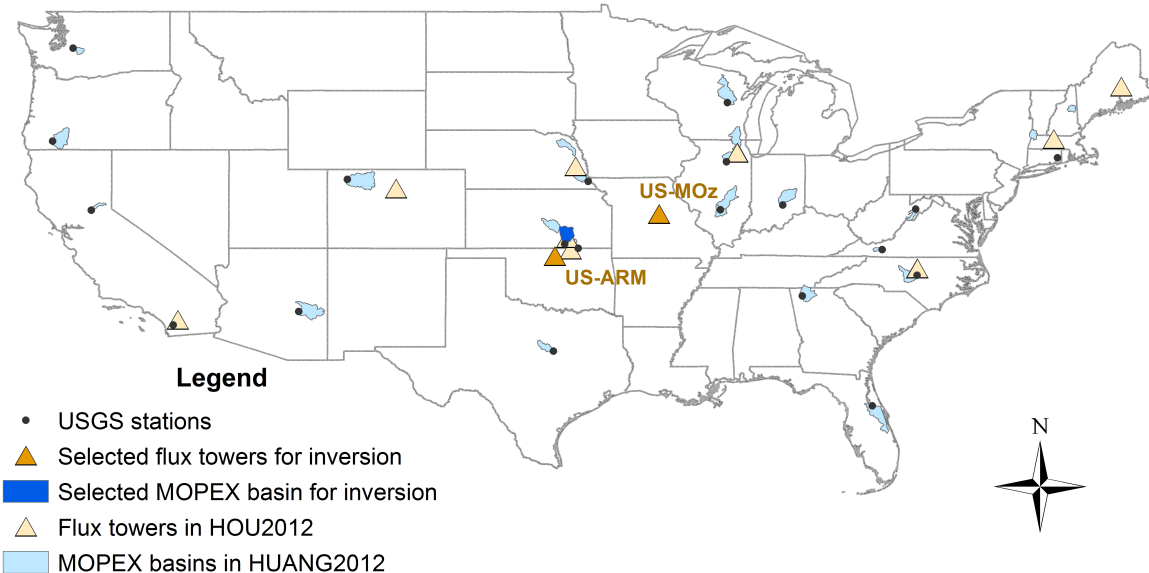 US-MOz
US-ARM
Legend
USGS stations
Selected flux towers for inversion
Selected MOPEX basin for inversion
Flux towers in HOU2012
MOPEX basins in HUANG2012
N